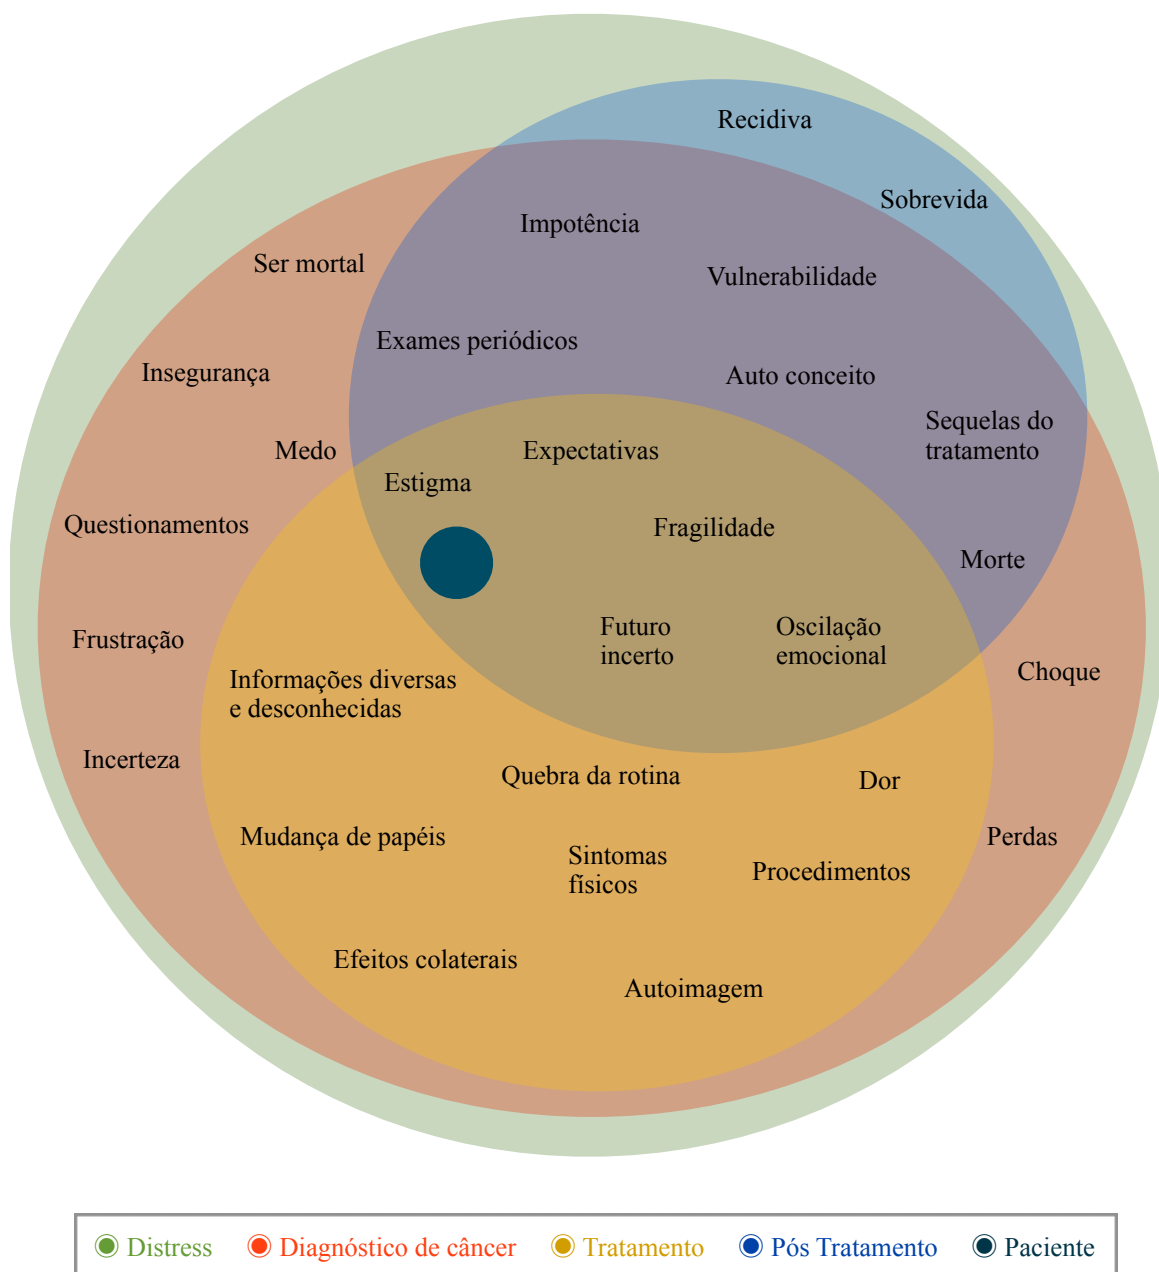 Recidiva
Sobrevida
Impotência
Ser mortal
Vulnerabilidade
Exames periódicos
Insegurança
Auto conceito
Sequelas do
tratamento
Medo
Expectativas
Estigma
Questionamentos
Fragilidade
Morte
Futuro
incerto
Oscilação
emocional
Frustração
Choque
Informações diversas
e desconhecidas
Incerteza
Quebra da rotina
Dor
Mudança de papéis
Perdas
Sintomas
físicos
Procedimentos
Efeitos colaterais
Autoimagem
Distress Diagnóstico de câncer Tratamento Pós Tratamento Paciente